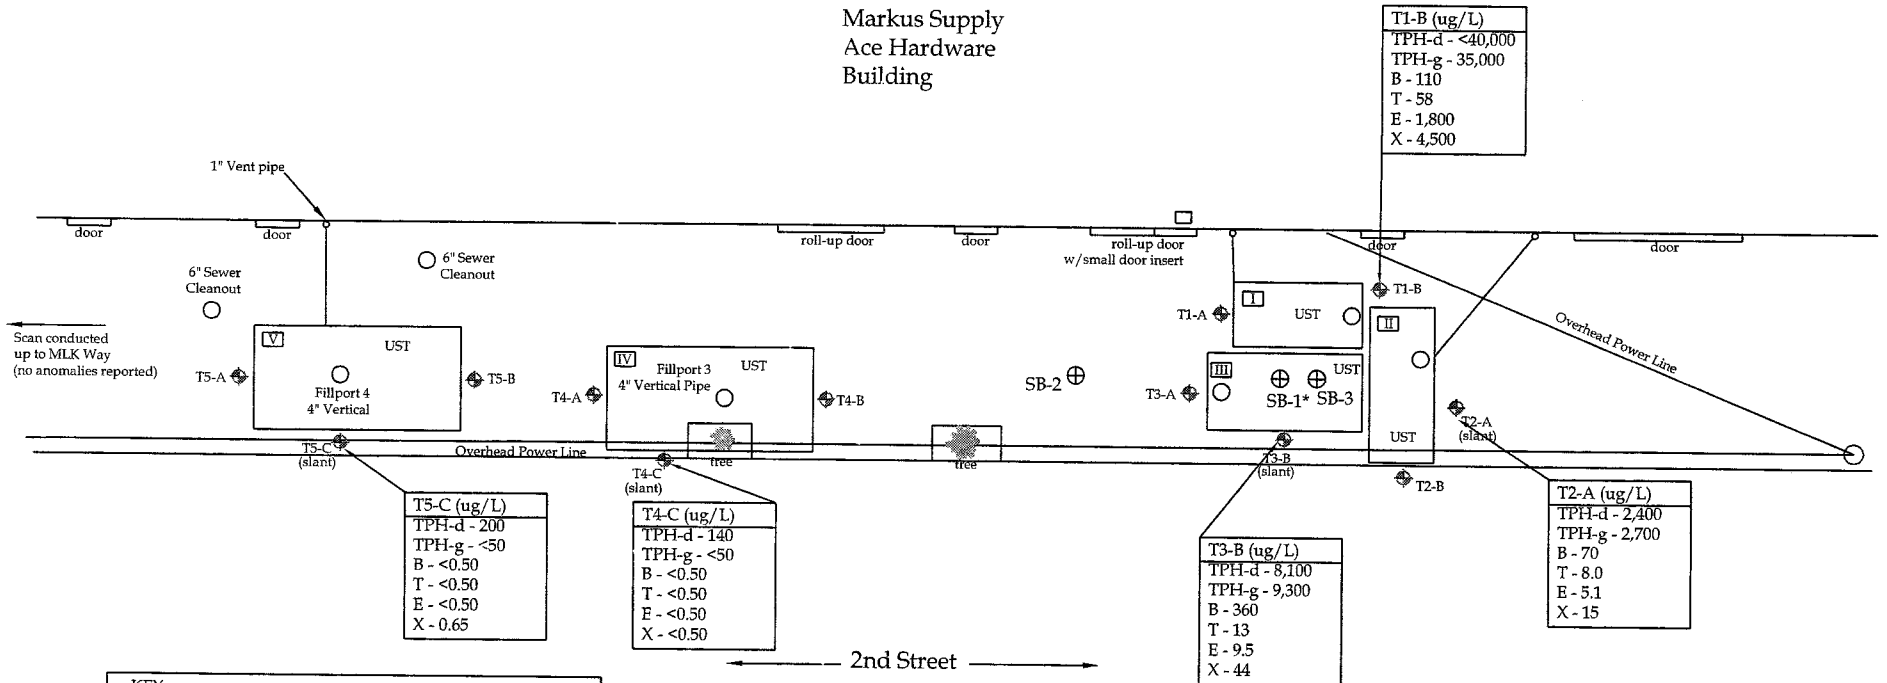 Markus Supply
Ace Hardware
Building
T1-B (ug/L)
TPH-d - <40,000
TPH-g - 35,000
B - 110
T - 58
E - 1,800
X - 4,500
1" Vent pipe
door
door
roll-up door
door
roll-up door
w/small door insert
door
door
6" Sewer
Cleanout
6" Sewer
Cleanout
Scan conducted
up to MLK Way
(no anomalies reported)
T5-A
V
UST
Fillport 4
4" Vertical
T5-B
T5-C
(slant)
T4-A
IV
Fillport 3
4" Vertical Pipe
UST
T4-B
T4-C
(slant)
Overhead Power Line
tree
tree
SB-2
T1-A
I
UST
T1-B
T3-A
III
UST
SB-1*
SB-3
T3-B
(slant)
II
UST
T2-A
(slant)
T2-B
Overhead Power Line
T5-C (ug/L)
TPH-d - 200
TPH-g - <50
B - <0.50
T - <0.50
E - <0.50
X - 0.65
T4-C (ug/L)
TPH-d - 140
TPH-g - <50
B - <0.50
T - <0.50
E - <0.50
X - <0.50
T3-B (ug/L)
TPH-d - 8,100
TPH-g - 9,300
B - 360
T - 13
E - 9.5
X - 44
T2-A (ug/L)
TPH-d - 2,400
TPH-g - 2,700
B - 70
T - 8.0
E - 5.1
X - 15
2nd Street
KEY